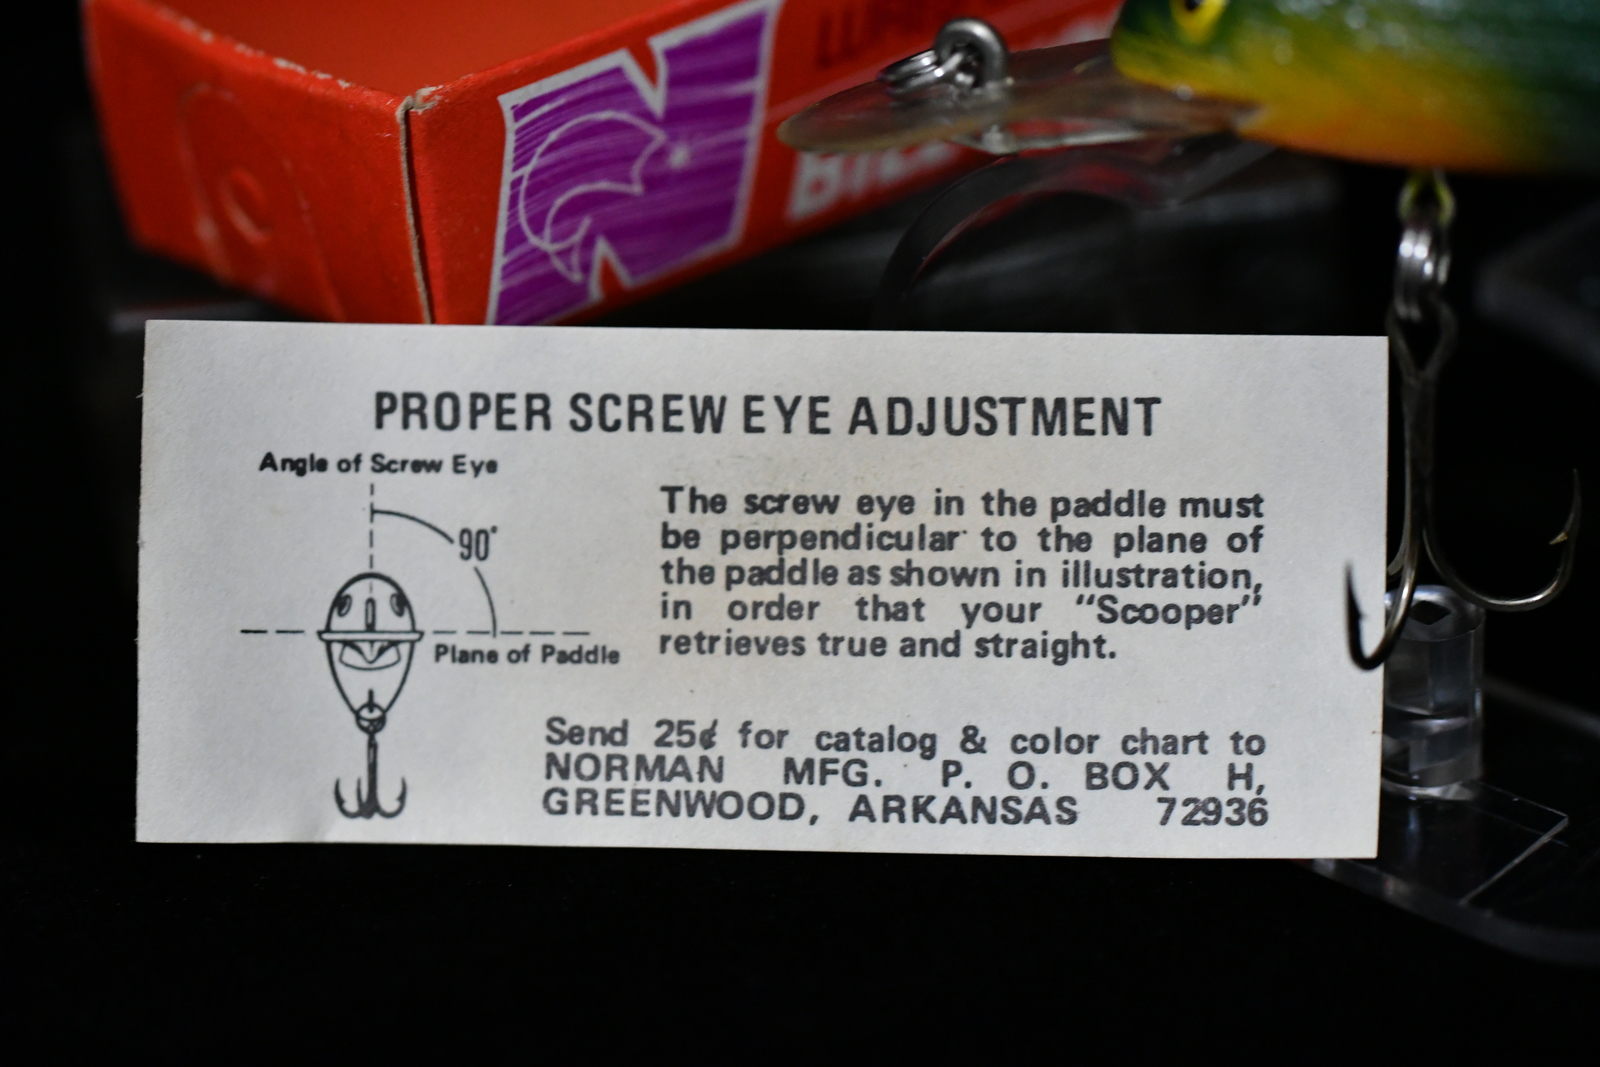 PROPER SCREW EYE ADJUSTMENT
Angle of Screw Eye
90°
Plane of Paddle
The screw eye in the paddle must
be perpendicular to the plane of
the paddle as shown in illustration,
in order that your "Scooper"
retrieves true and straight.
Send 25¢ for catalog & color chart to
NORMAN MFG. P. O. BOX H,
GREENWOOD, ARKANSAS 72936